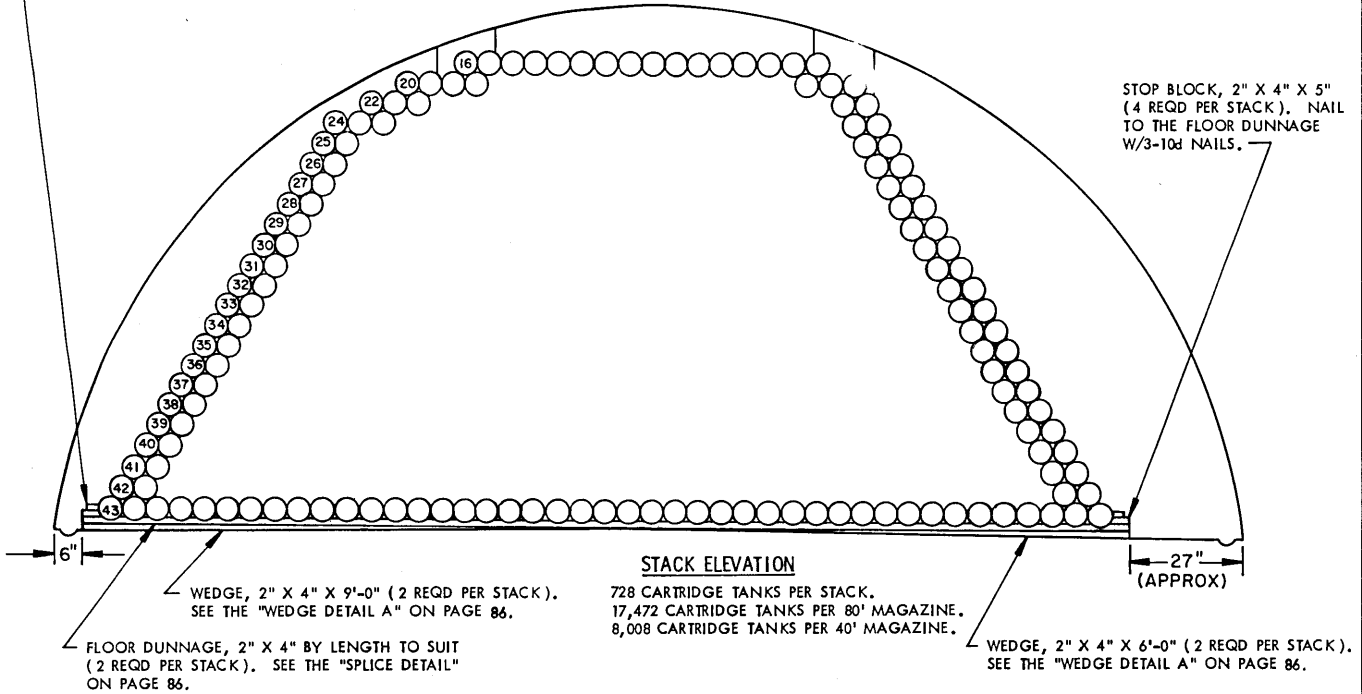 16
20
22
24
25
26
27
28
29
30
31
32
33
34
35
36
37
38
39
40
41
42
43
STOP BLOCK, 2" X 4" X 5"
(4 REQD PER STACK). NAIL
TO THE FLOOR DUNNAGE
W/3-10d NAILS.
6"
27"
(APPROX)
WEDGE, 2" X 4" X 9'-0" (2 REQD PER STACK).
SEE THE "WEDGE DETAIL A" ON PAGE 86.
FLOOR DUNNAGE, 2" X 4" BY LENGTH TO SUIT
(2 REQD PER STACK). SEE THE "SPLICE DETAIL"
ON PAGE 86.
STACK ELEVATION
728 CARTRIDGE TANKS PER STACK.
17,472 CARTRIDGE TANKS PER 80' MAGAZINE.
8,008 CARTRIDGE TANKS PER 40' MAGAZINE.
WEDGE, 2" X 4" X 6'-0" (2 REQD PER STACK).
SEE THE "WEDGE DETAIL A" ON PAGE 86.